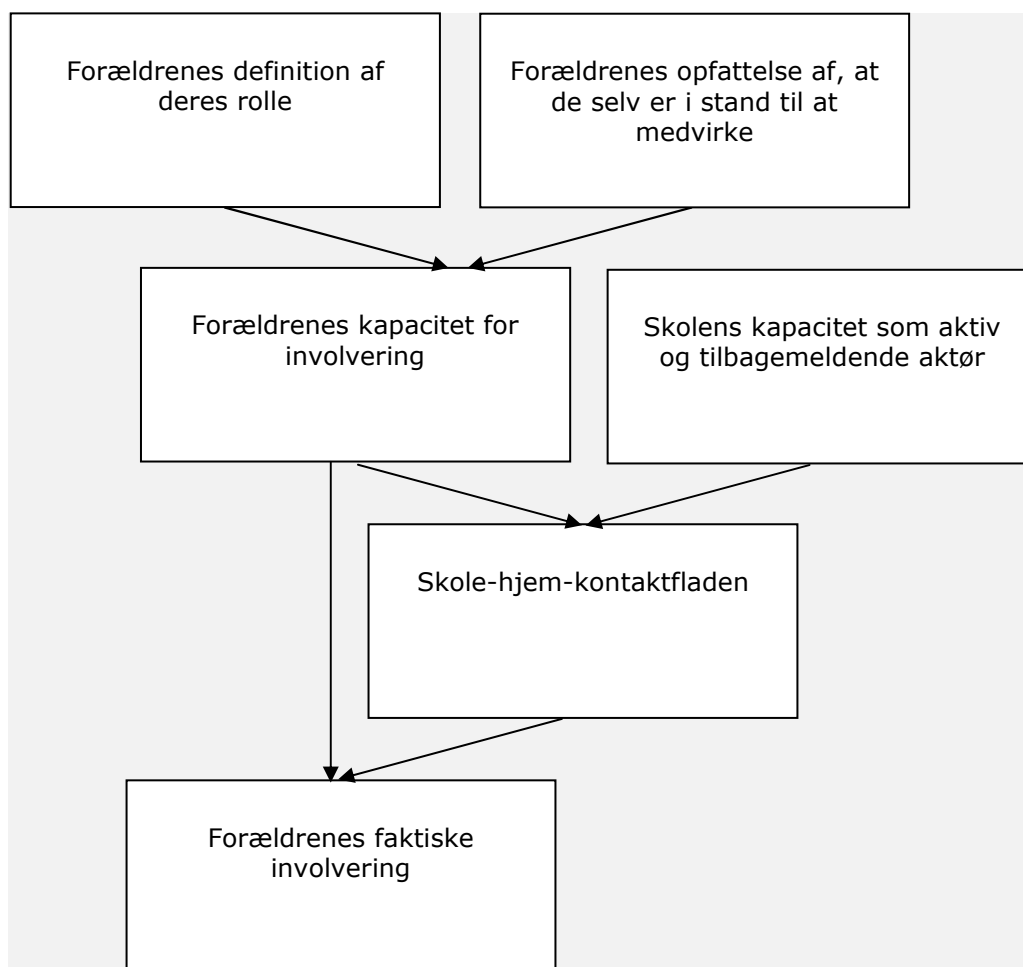 Forældrenes definition af
deres rolle
Forældrenes opfattelse af, at
de selv er i stand til at
medvirke
Forældrenes kapacitet for
involvering
Skolens kapacitet som aktiv
og tilbagemeldende aktør
Skole-hjem-kontaktfladen
Forældrenes faktiske
involvering